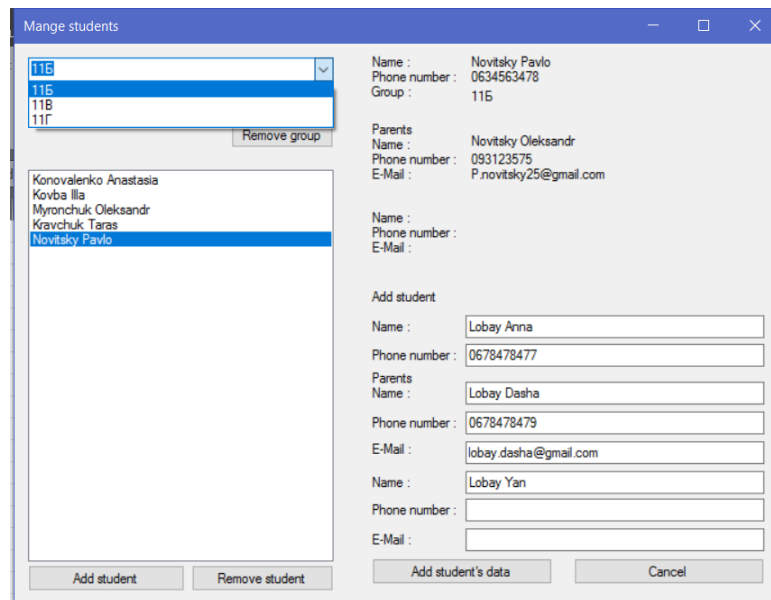 Mange students
11Б
11Б
11В
11Г
Remove group
Konovalenko Anastasia
Kovba Illa
Myronchuk Oleksandr
Kravchuk Taras
Novitsky Pavlo
Add student
Remove student
Name : Novitsky Pavlo
Phone number : 0634563478
Group : 11Б
Parents
Name : Novitsky Oleksandr
Phone number : 093123575
E-Mail : P.novitsky25@gmail.com
Name :
Phone number :
E-Mail :
Add student
Name : Lobay Anna
Phone number : 0678478477
Parents
Name : Lobay Dasha
Phone number : 0678478479
E-Mail : lobay.dasha@gmail.com
Name : Lobay Yan
Phone number :
E-Mail :
Add student's data
Cancel